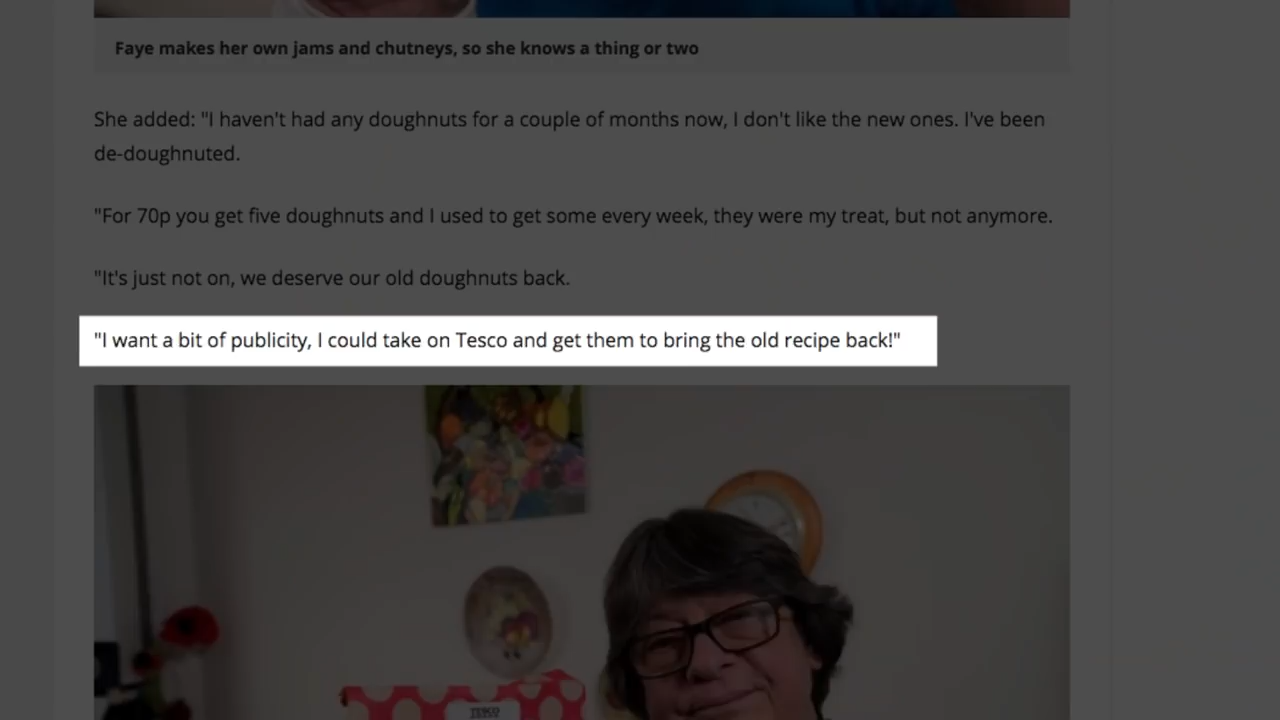 Faye makes her own jams and chutneys, so she knows a thing or two
She added: "I haven't had any doughnuts for a couple of months now, I don't like the new ones. I've been
de-doughnuted.
"For 70p you get five doughnuts and I used to get some every week, they were my treat, but not anymore.
"It's just not on, we deserve our old doughnuts back.
"I want a bit of publicity, I could take on Tesco and get them to bring the old recipe back!"
TESCO